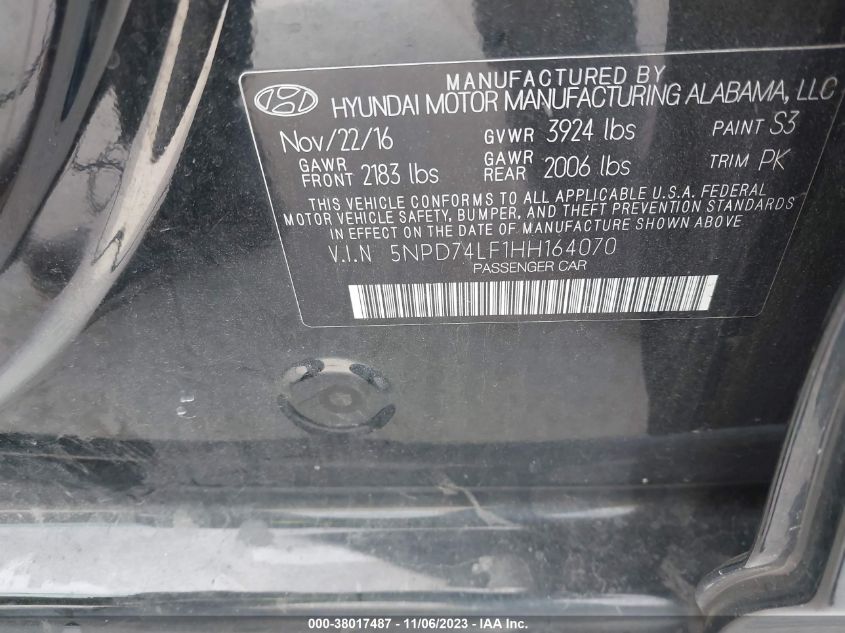 MANUFACTURED BY
HYUNDAI MOTOR MANUFACTURING ALABAMA, LLC
Nov/22/16 GVWR 3924 lbs PAINT S3
GAWR FRONT 2183 lbs GAWR REAR 2006 lbs TRIM PK
THIS VEHICLE CONFORMS TO ALL APPLICABLE U.S.A. FEDERAL
MOTOR VEHICLE SAFETY, BUMPER, AND THEFT PREVENTION STANDARDS
IN EFFECT ON THE DATE OF MANUFACTURE SHOWN ABOVE
V.I.N 5NPD74LF1HH164070
PASSENGER CAR
000-38017487 - 11/06/2023 - IAA Inc.